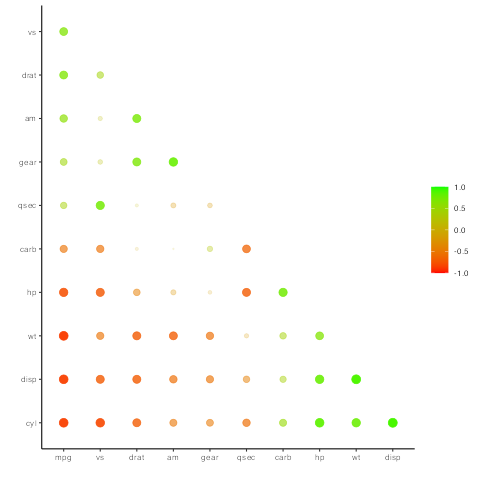 vs
drat
am
gear
qsec
carb
hp
wt
disp
cyl
mpg vs drat am gear qsec carb hp wt disp
1.0
0.5
0.0
-0.5
-1.0